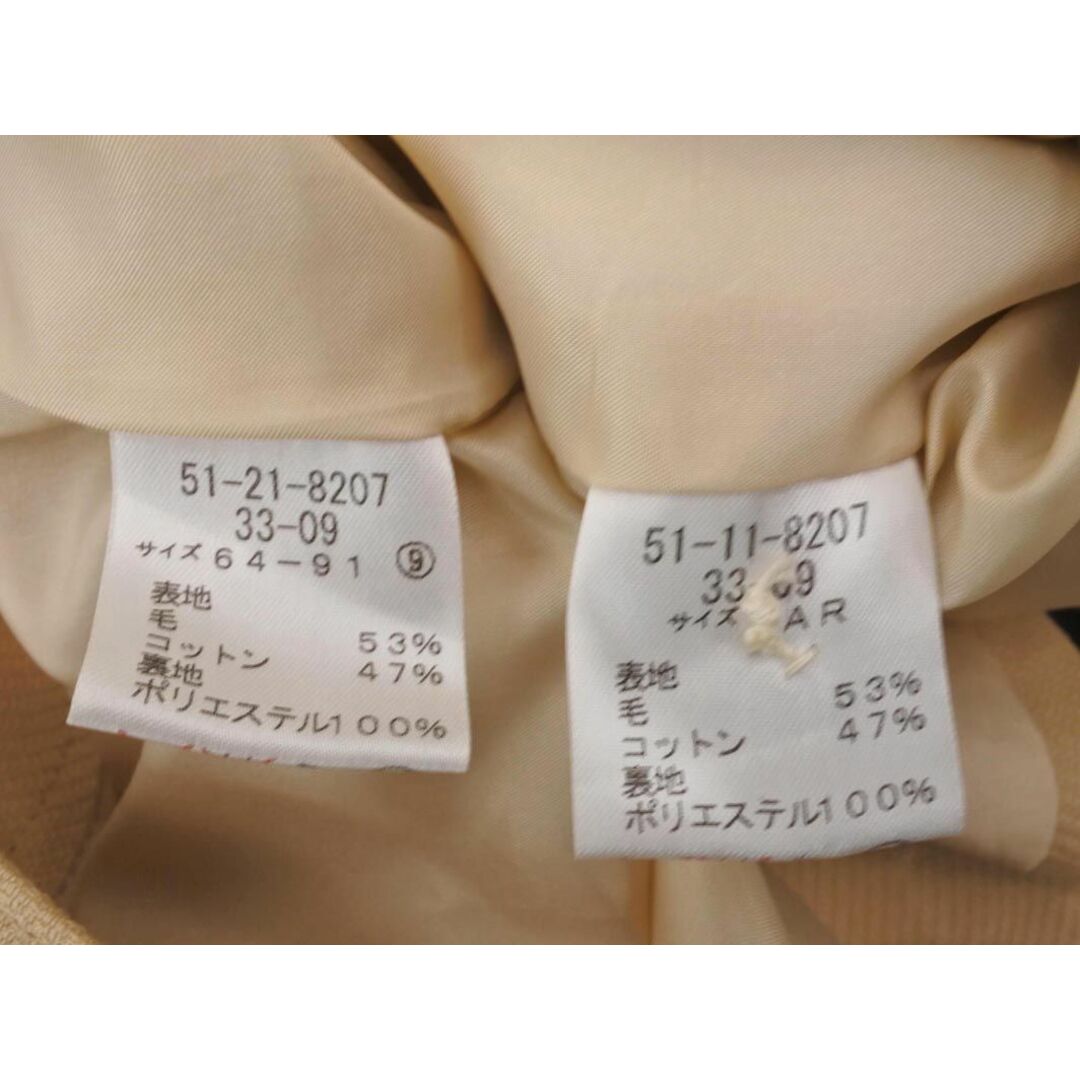 51-21-8207
33-09
サイズ 64-91 ⑨
表地
毛 53%
コットン 47%
裏地
ポリエステル100%
51-11-8207
33-09
サイズ AR
表地
毛 53%
コットン 47%
裏地
ポリエステル100%